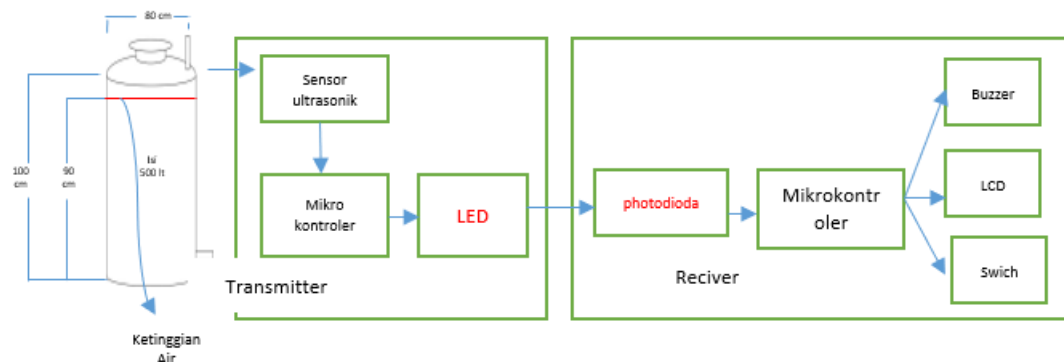 80 cm
100
cm
90
cm
Isi
500 lt
Ketinggian
Air
Sensor
ultrasonik
Mikro
kontroler
LED
Transmitter
photodioda
Mikrokontr
oler
Reciver
Buzzer
LCD
Swich